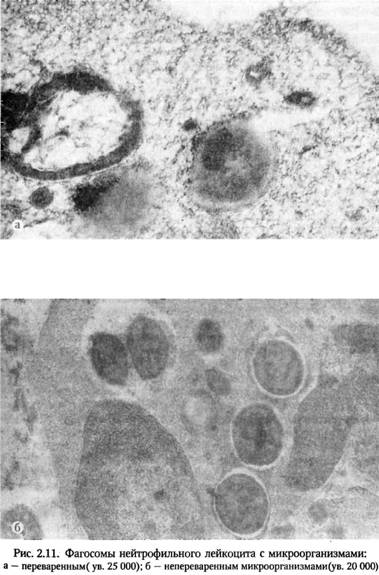 а
б
Рис. 2.11. Фагосомы нейтрофильного лейкоцита с микроорганизмами:
а — переваренным( ув. 25 000); б — непереваренным микроорганизмами(ув. 20 000)